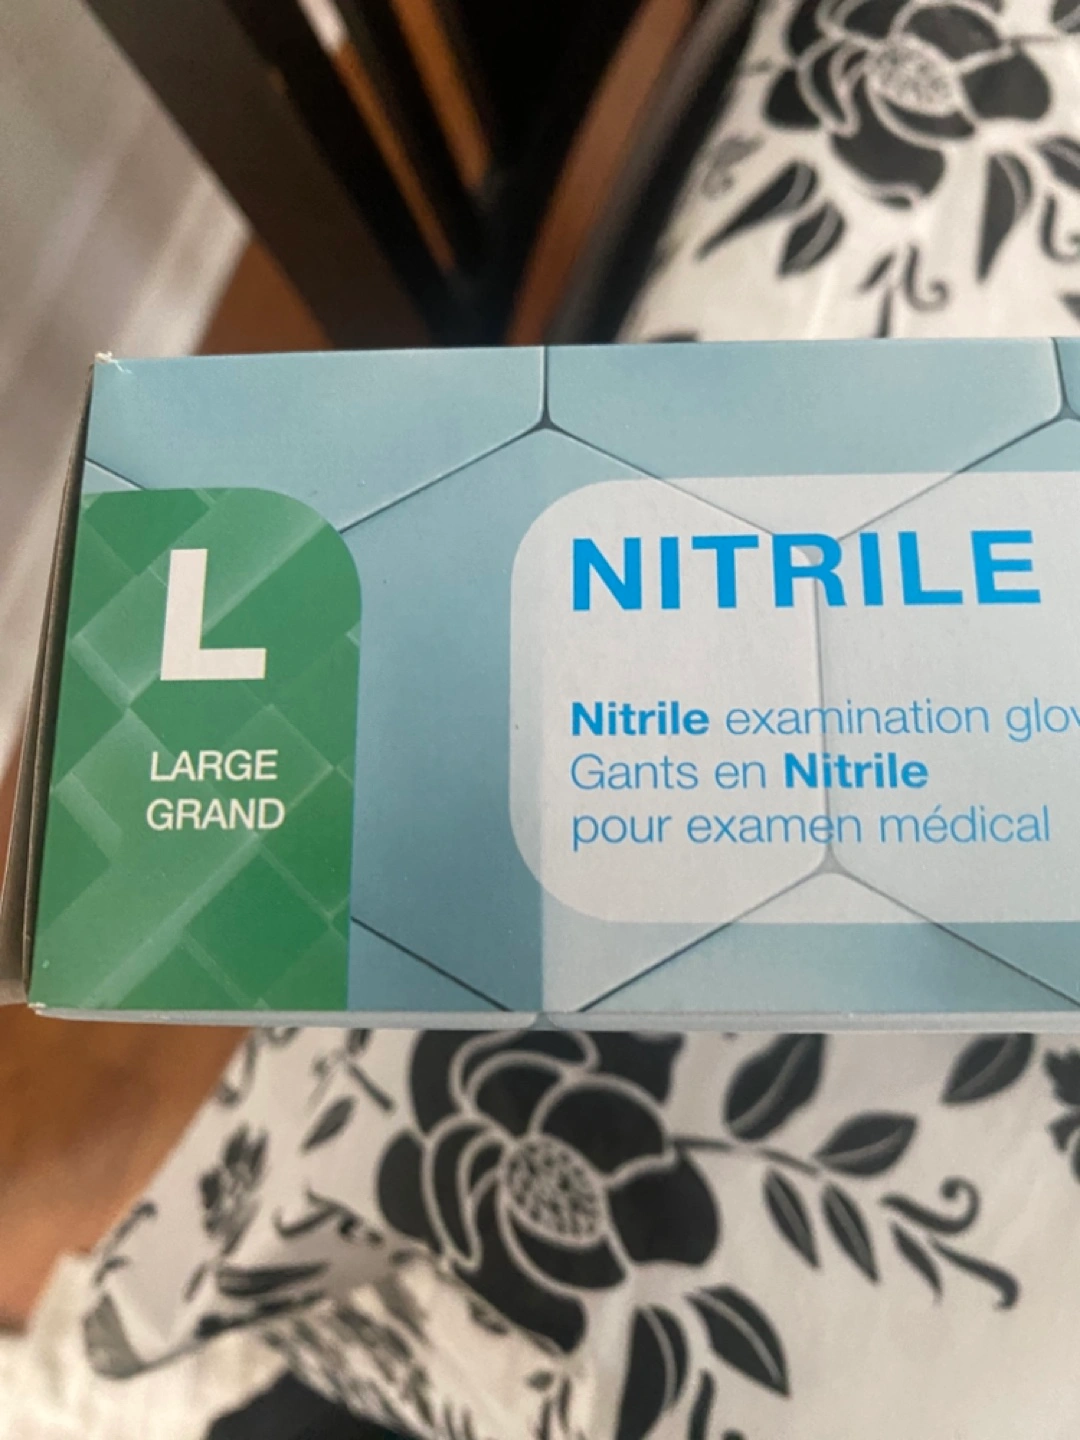 L
LARGE
GRAND
NITRILE
Nitrile examination
Gants en Nitrile
pour examen médical